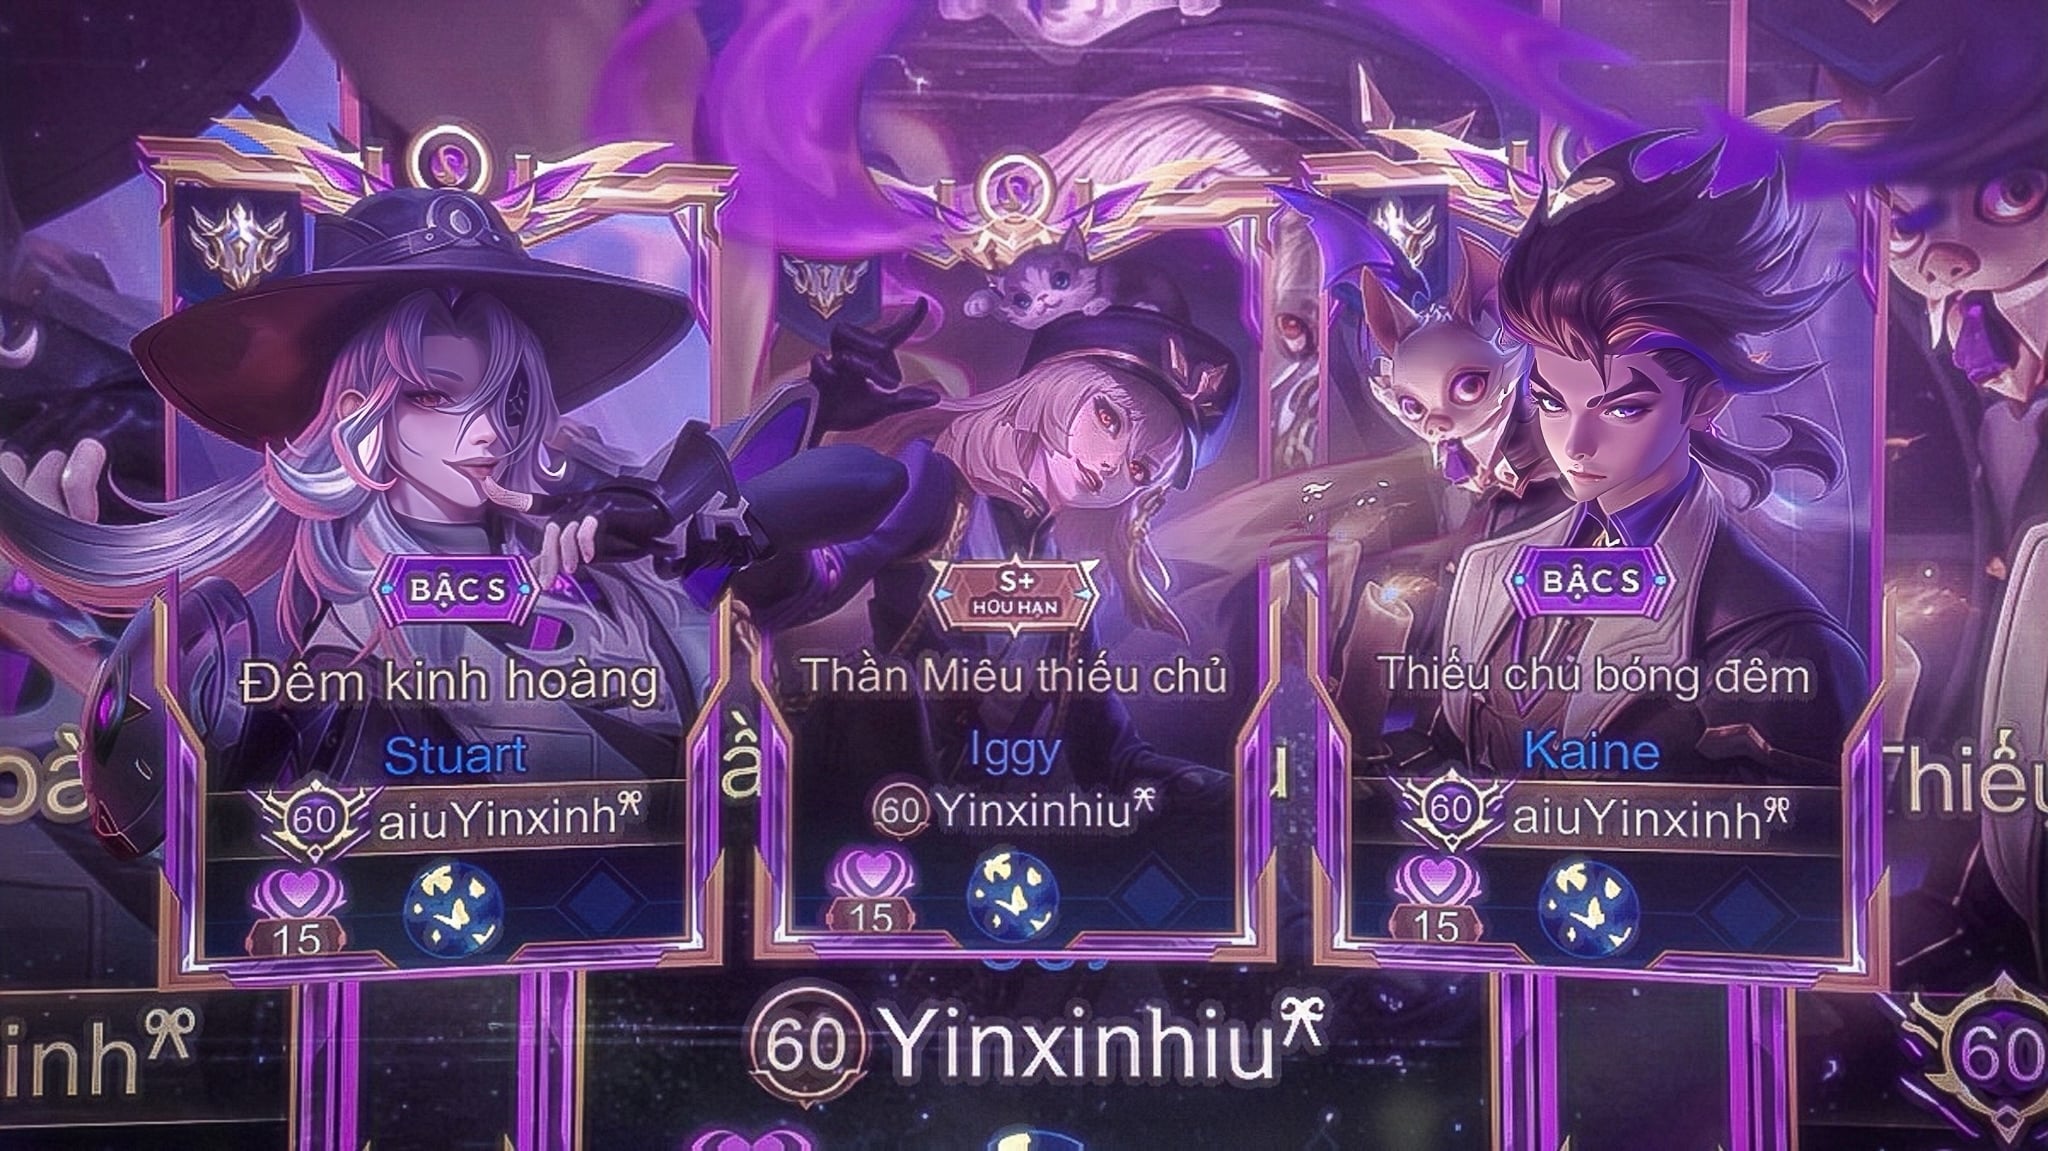 BẬC S
Đêm kinh hoàng
Stuart
60 aiuYinxinh
15
S+
HỮU HẠN
Thần Miêu thiếu chủ
Iggy
60 Yinxinhiu
15
BẬC S
Thiếu chủ bóng đêm
Kaine
60 aiuYinxinh
15
inh
60 Yinxinhiu
Thiếu
60